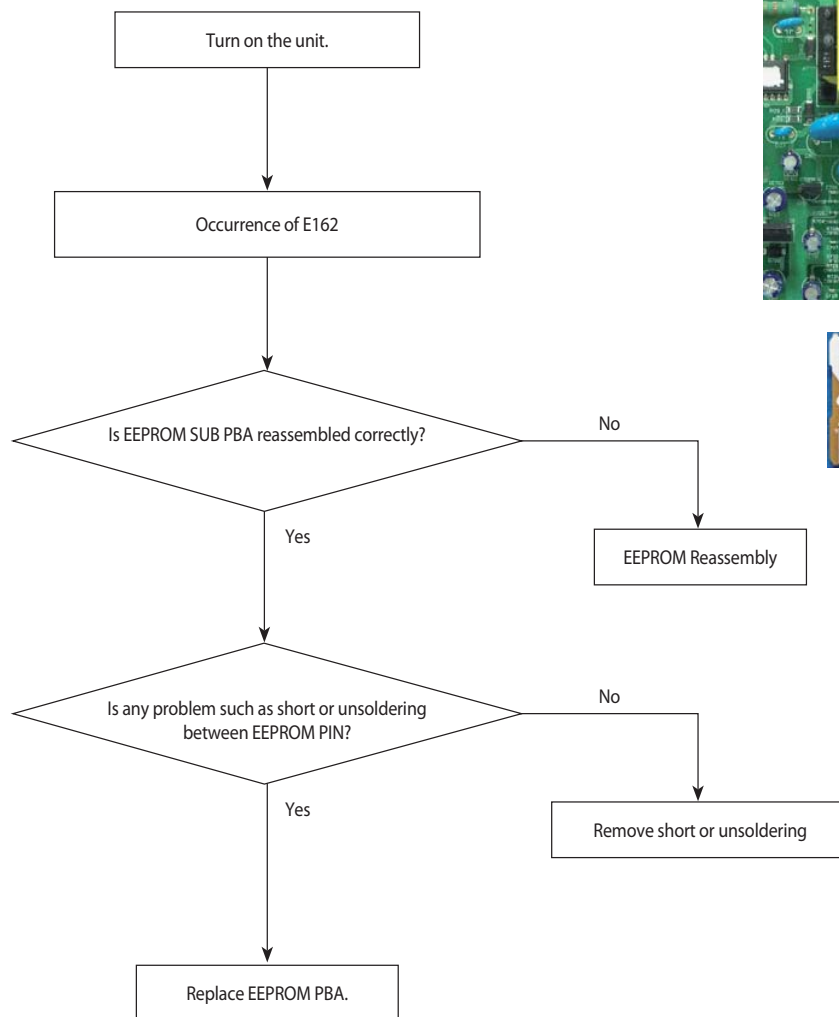 Turn on the unit.
Occurrence of E162
Is EEPROM SUB PBA reassembled correctly?
No
Yes
EEPROM Reassembly
Is any problem such as short or unsoldering
between EEPROM PIN?
No
Yes
Remove short or unsoldering
Replace EEPROM PBA.